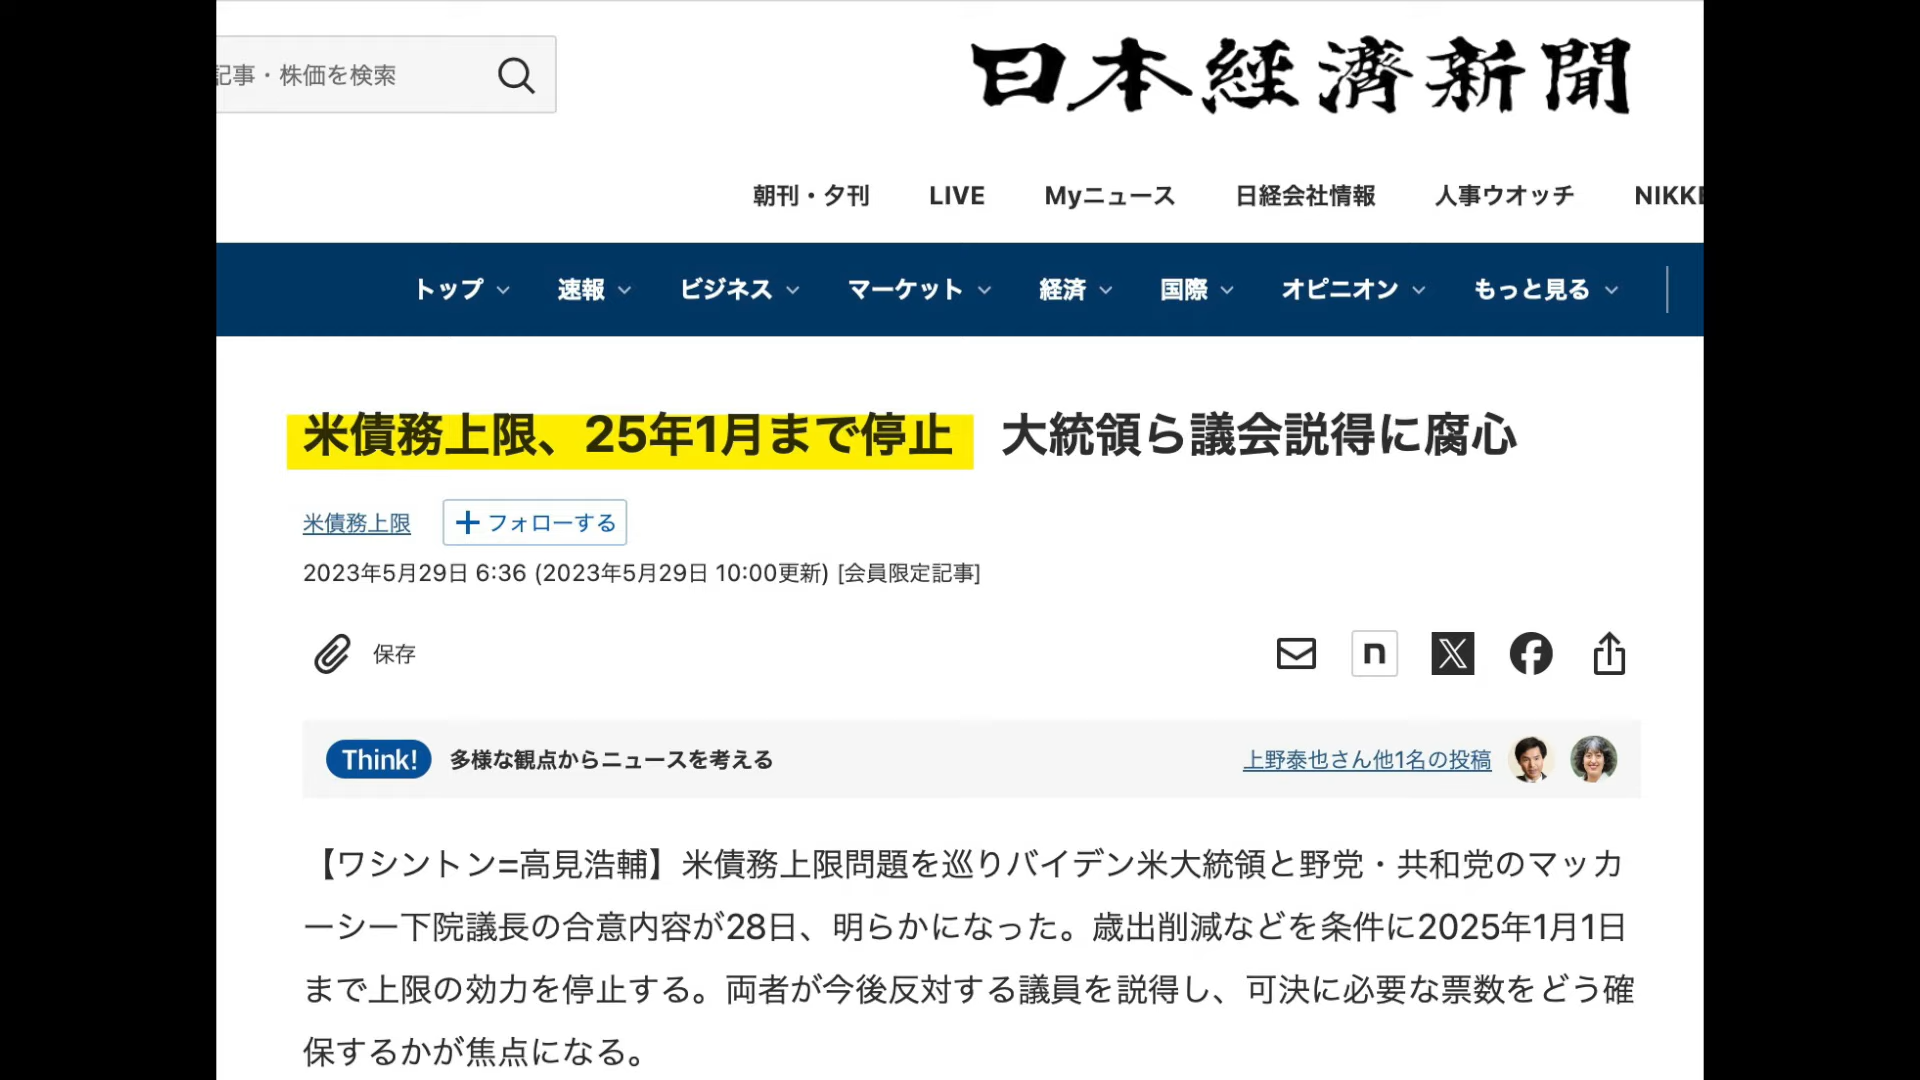 記事・株価を検索
日本経済新聞
朝刊・夕刊 LIVE Myニュース 日経会社情報 人事ウオッチ NIKKE
トップ 速報 ビジネス マーケット 経済 国際 オピニオン もっと見る
米債務上限、25年1月まで停止 大統領ら議会説得に腐心
米債務上限 + フォローする
2023年5月29日 6:36 (2023年5月29日 10:00更新) [会員限定記事]
保存
Think! 多様な観点からニュースを考える 上野泰也さん他1名の投稿
【ワシントン=高見浩輔】米債務上限問題を巡りバイデン米大統領と野党・共和党のマッカ
ーシー下院議長の合意内容が28日、明らかになった。歳出削減などを条件に2025年1月1日
まで上限の効力を停止する。両者が今後反対する議員を説得し、可決に必要な票数をどう確
保するかが焦点になる。